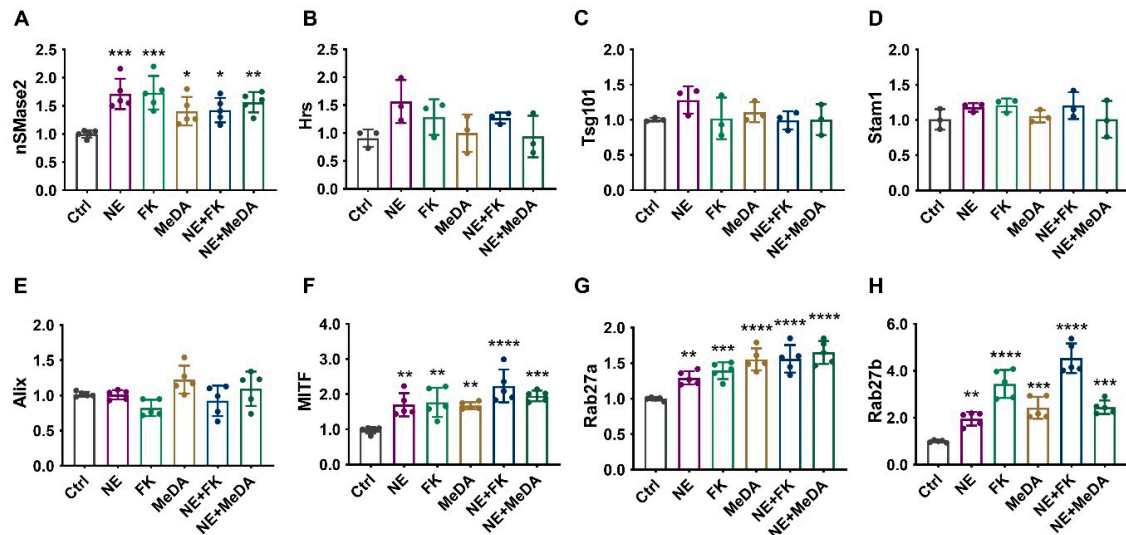 A
nSMase2
2.5
2.0
1.5
1.0
0.5
0.0
*** *** * * **
Ctrl NE FK MeDA NE+FK NE+MeDA
B
Hrs
2.5
2.0
1.5
1.0
0.5
0.0
Ctrl NE FK MeDA NE+FK NE+MeDA
C
Tsg101
2.0
1.5
1.0
0.5
0.0
Ctrl NE FK MeDA NE+FK NE+MeDA
D
Stam1
2.0
1.5
1.0
0.5
0.0
Ctrl NE FK MeDA NE+FK NE+MeDA
E
Alix
2.0
1.5
1.0
0.5
0.0
Ctrl NE FK MeDA NE+FK NE+MeDA
F
MITF
4.0
3.0
2.0
1.0
0.0
** ** ** **** ***
Ctrl NE FK MeDA NE+FK NE+MeDA
G
Rab27a
2.0
1.5
1.0
0.5
0.0
** *** **** **** ****
Ctrl NE FK MeDA NE+FK NE+MeDA
H
Rab27b
6.0
4.0
2.0
0.0
** **** *** **** ***
Ctrl NE FK MeDA NE+FK NE+MeDA